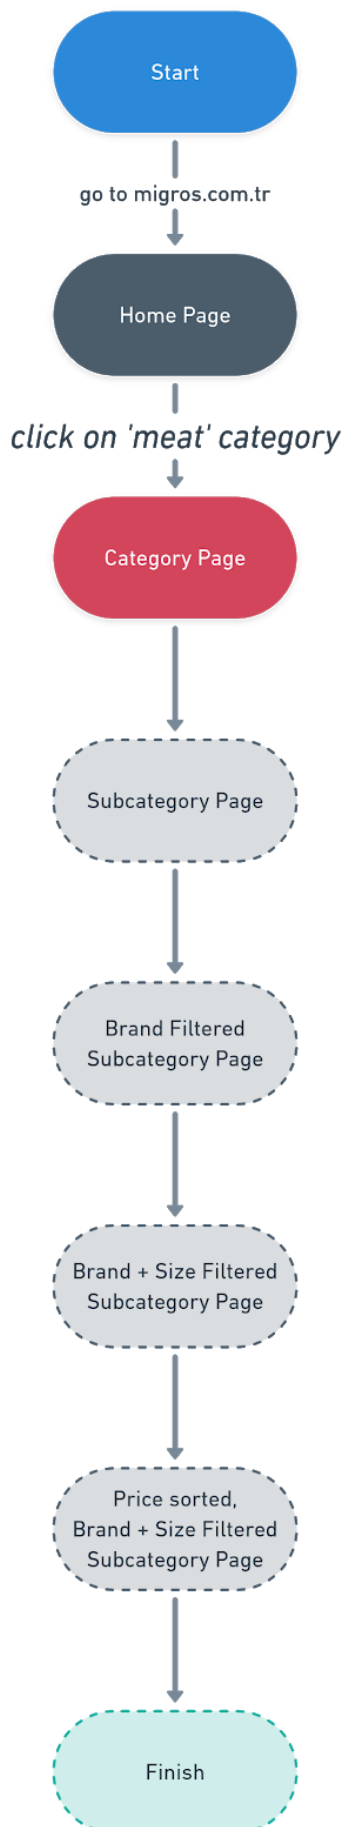 Start
go to migros.com.tr
Home Page
click on 'meat' category
Category Page
Subcategory Page
Brand Filtered
Subcategory Page
Brand + Size Filtered
Subcategory Page
Price sorted,
Brand + Size Filtered
Subcategory Page
Finish